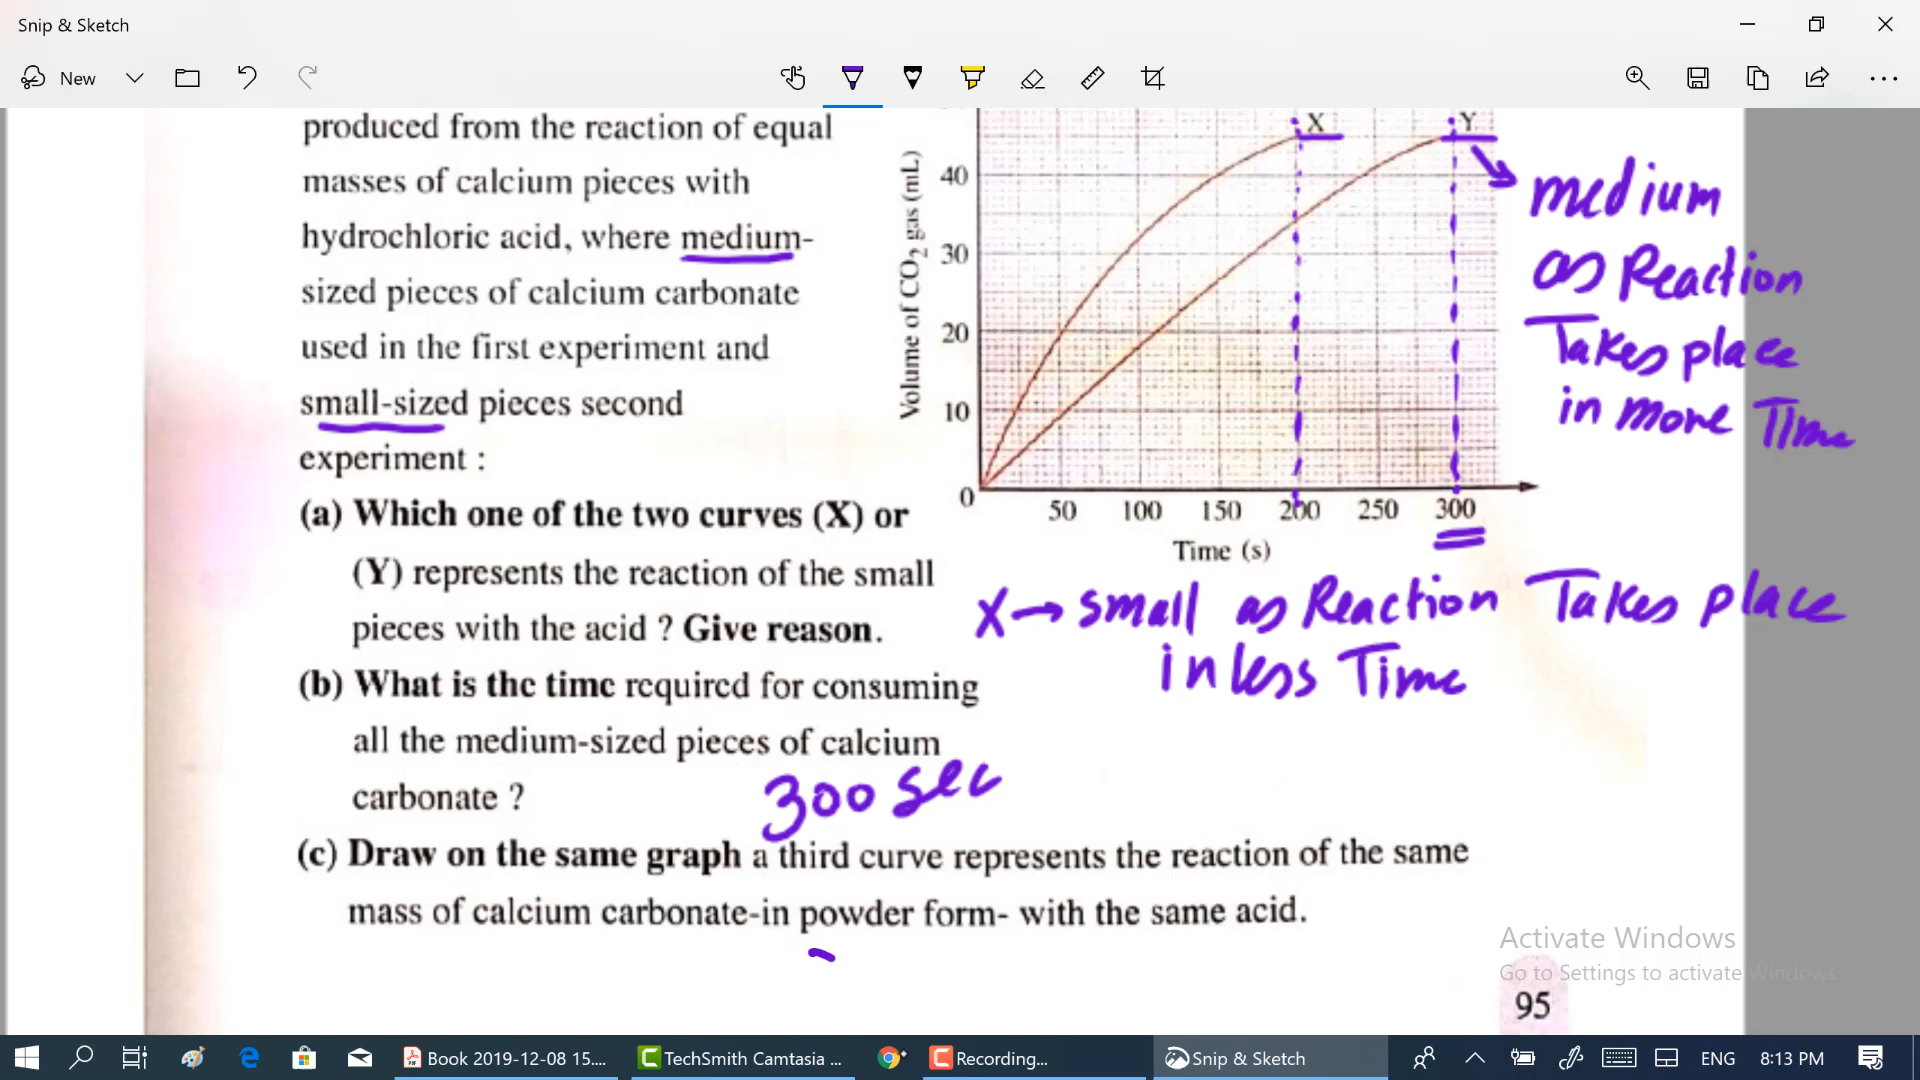 Snip & Sketch
New
produced from the reaction of equal
masses of calcium pieces with
hydrochloric acid, where medium-
sized pieces of calcium carbonate
used in the first experiment and
small-sized pieces second
experiment :
(a) Which one of the two curves (X) or
(Y) represents the reaction of the small
pieces with the acid ? Give reason.
(b) What is the time required for consuming
all the medium-sized pieces of calcium
carbonate ?
300 sec
(c) Draw on the same graph a third curve represents the reaction of the same
mass of calcium carbonate-in powder form- with the same acid.
X
Y
Volume of CO2 gas (mL)
40
30
20
10
0
50 100 150 200 250 300
Time (s)
medium
as Reaction
Takes place
in more Time
X → small as Reaction Takes place
in less Time
Activate Windows
Go to Settings to activate Windows.
95
Book 2019-12-08 15....
TechSmith Camtasia ...
Recording...
Snip & Sketch
ENG
8:13 PM